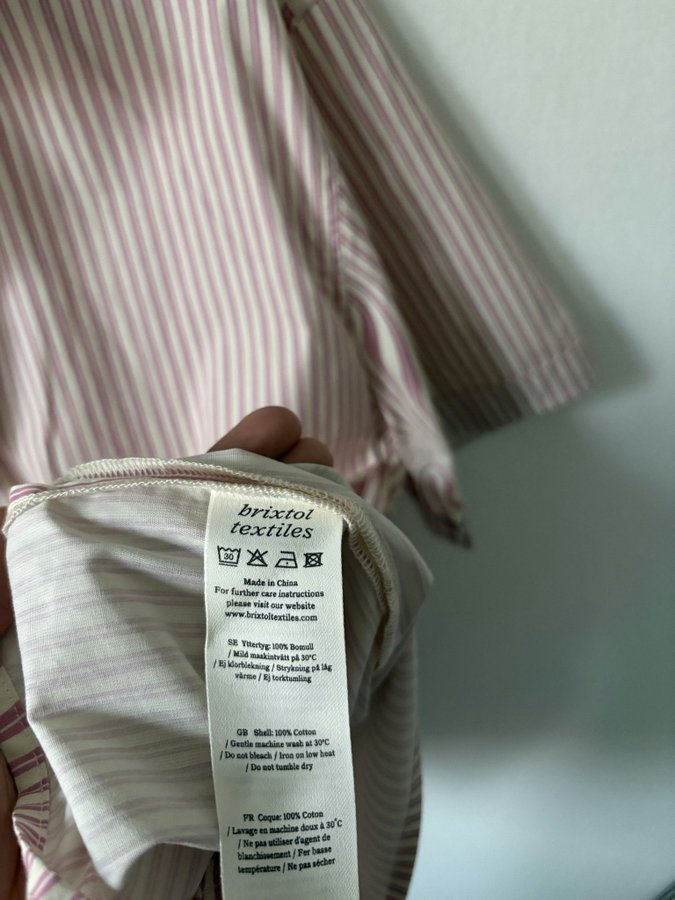 brixtol
textiles
30
Made in China
For further care instructions
please visit our website
www.brixtoltextiles.com
SE Yttertyg: 100% Bomull
/ Mild maskintvätt på 30°C
/ Ej klorblekning / Strykning på låg
värme / Ej torktumling
GB Shell: 100% Cotton
/ Gentle machine wash at 30°C
/ Do not bleach / Iron on low heat
/ Do not tumble dry
FR Coque: 100% Coton
/ Lavage en machine doux à 30°C
/ Ne pas utiliser d'agent de
blanchissement / Fer basse
température / Ne pas sécher